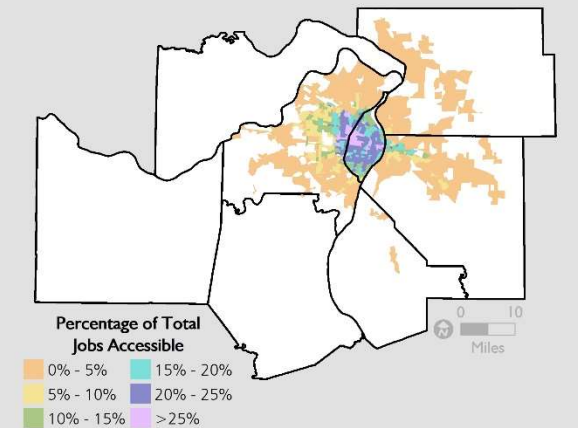 Percentage of Total
Jobs Accessible
0% - 5%
15% - 20%
5% - 10%
20% - 25%
10% - 15%
>25%
0 10
Miles
N